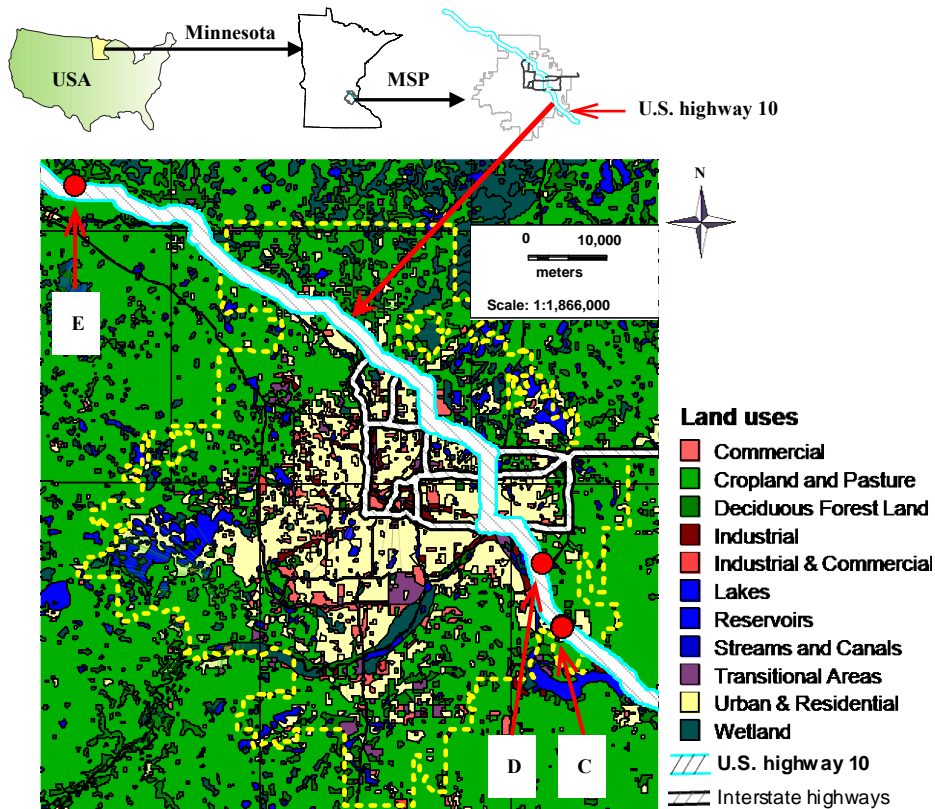 Minnesota
USA
MSP
U.S. highway 10
N
0 10,000
meters
Scale: 1:1,866,000
E
Land uses
Commercial
Cropland and Pasture
Deciduous Forest Land
Industrial
Industrial & Commercial
Lakes
Reservoirs
Streams and Canals
Transitional Areas
Urban & Residential
Wetland
U.S. highway 10
Interstate highways
D C